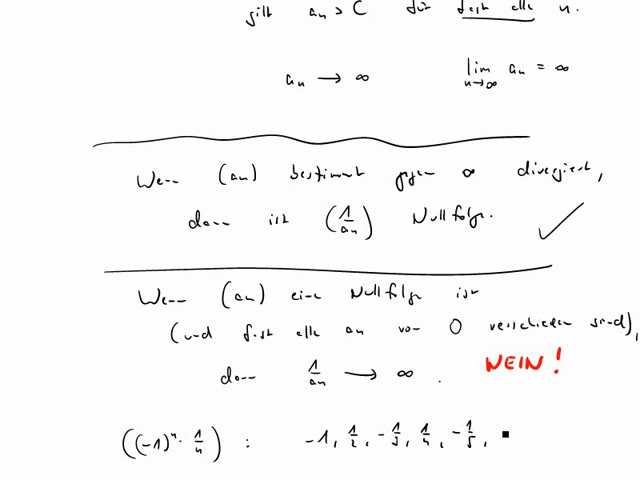 gilt an > C für fast alle n.
an → ∞ lim n→∞ an = ∞
Wenn (an) bestimmt gegen ∞ divergiert,
dann ist (1/an) Nullfolge. ✓
Wenn (an) eine Nullfolge ist
(und fast alle an von 0 verschieden sind),
dann 1/an → ∞. NEIN!
((-1)^n · 1/n) : -1, 1/2, -1/3, 1/4, -1/5,